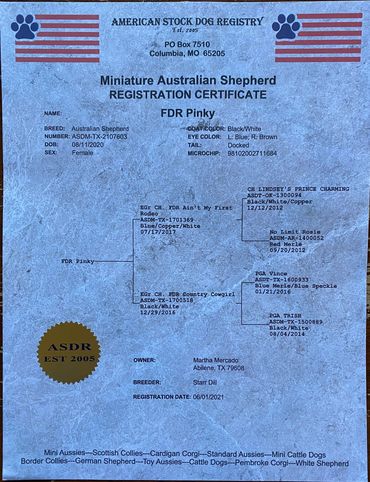 AMERICAN STOCK DOG REGISTRY
Est. 2005
PO Box 7510
Columbia, MO 65205
Miniature Australian Shepherd
REGISTRATION CERTIFICATE
NAME: FDR Pinky
BREED: Australian Shepherd COAT COLOR: Black/White
NUMBER: ASDM-TX-2107603 EYE COLOR: L: Blue; R: Brown
DOB: 08/11/2020 TAIL: Docked
SEX: Female MICROCHIP: 98102002711684
CH LINDSEY'S PRINCE CHARMING
ASDT-OK-1300094
Black/White/Copper
12/12/2012
EGr CH. FDR Ain't My First
Rodeo
ASDM-TX-1701369
Blue/Copper/White
07/17/2017
No Limit Rosie
ASDM-AR-1400052
Red Merle
09/20/2012
FDR Pinky
PGA Vince
ASDT-TX-1600933
Blue Merle/Blue Speckle
01/21/2016
EGr CH. FDR Country Cowgirl
ASDM-TX-1700518
Black/White
12/29/2016
PGA TRISH
ASDM-TX-1500889
Black/White
08/04/2014
ASDR
EST 2005
OWNER: Martha Mercado
Abilene, TX 79608
BREEDER: Starr Dill
REGISTRATION DATE: 06/01/2021
Mini Aussies---Scottish Collies---Cardigan Corgi---Standard Aussies---Mini Cattle Dogs
Border Collies---German Shepherd---Toy Aussies---Cattle Dogs---Pembroke Corgi---White Shepherd